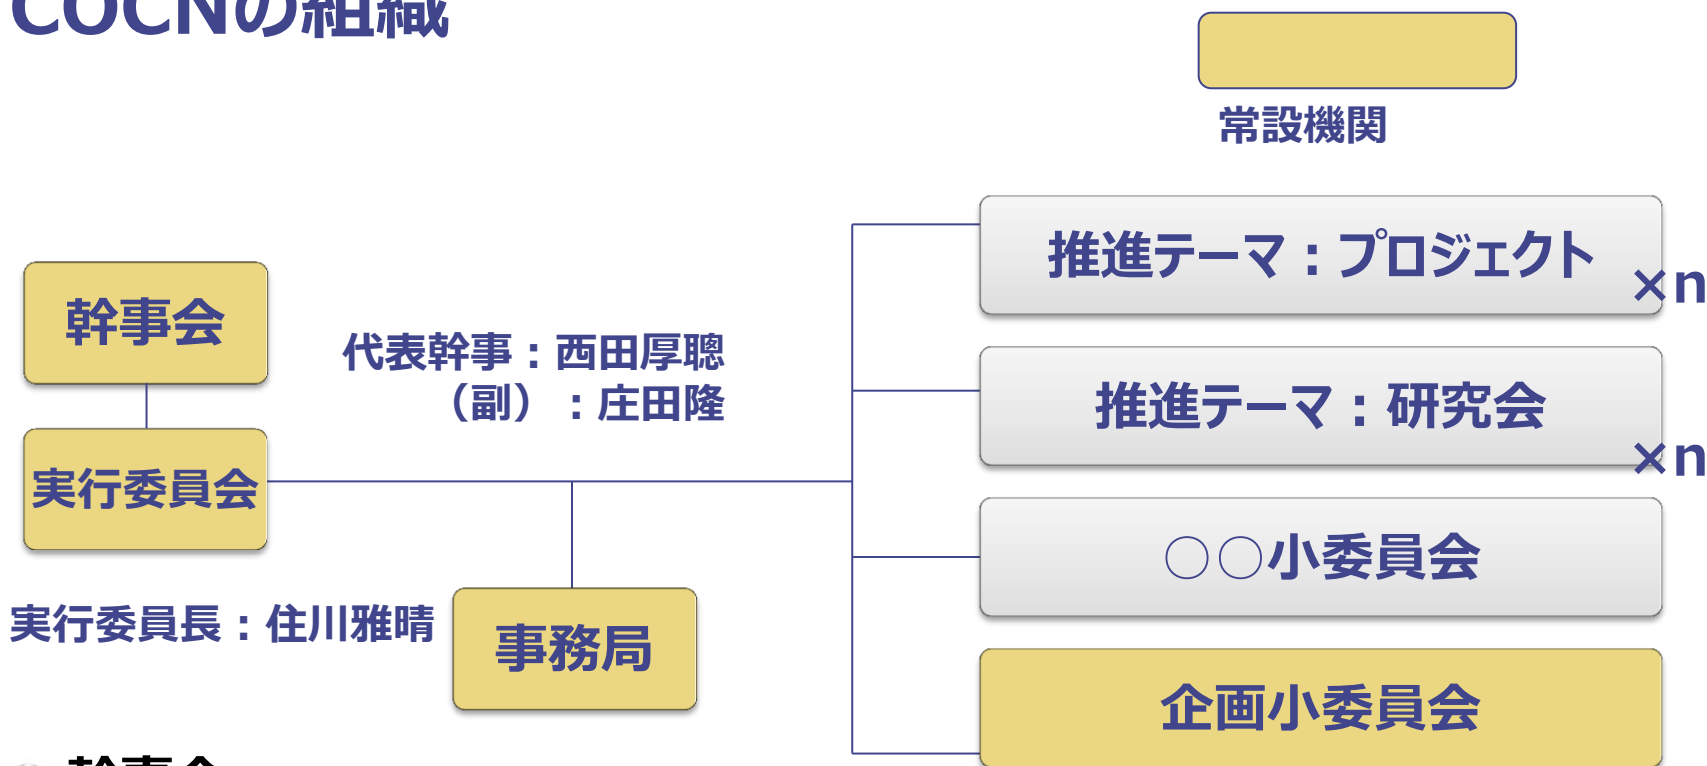 COCNの組織
常設機関
推進テーマ：プロジェクト
×n
幹事会
代表幹事：西田厚聰
（副）：庄田隆
推進テーマ：研究会
×n
実行委員会
○○小委員会
実行委員長：住川雅晴
事務局
企画小委員会
幹事会